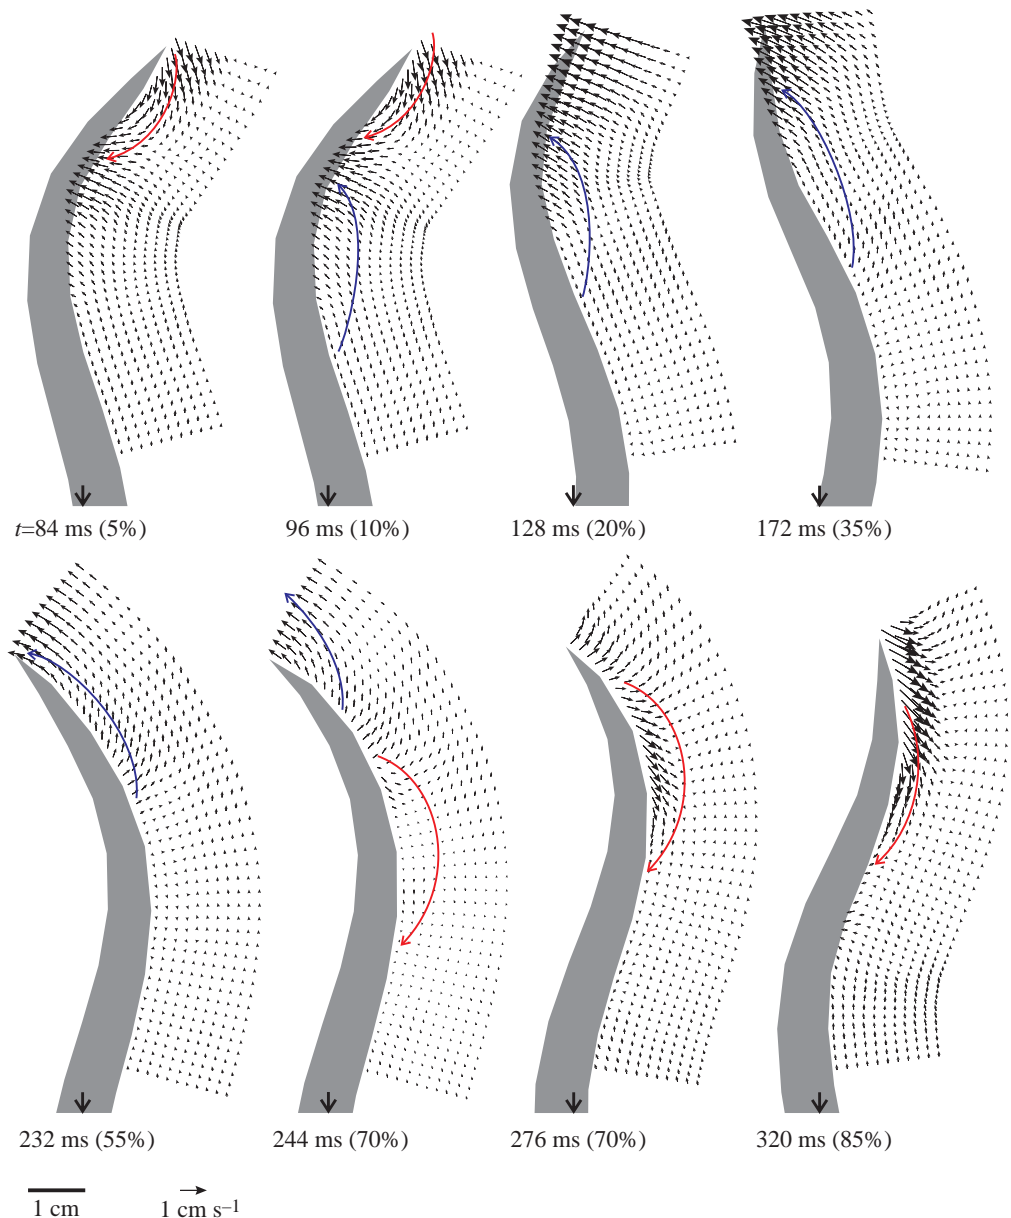 t=84 ms (5%)
96 ms (10%)
128 ms (20%)
172 ms (35%)
232 ms (55%)
244 ms (70%)
276 ms (70%)
320 ms (85%)
1 cm
1 cm s–1